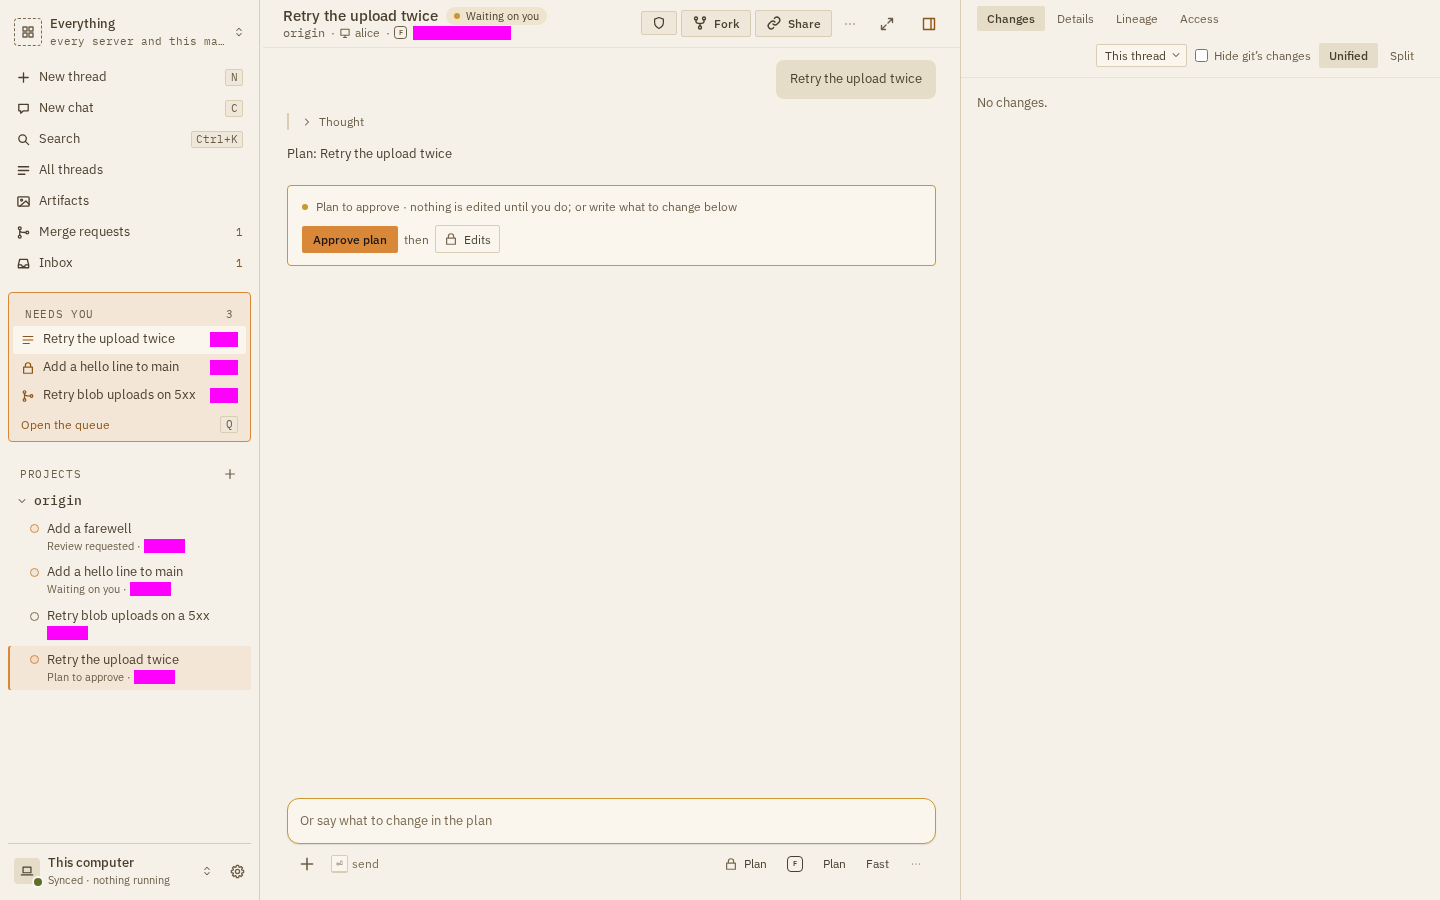 Everything
every server and this ma…
New thread N
New chat C
Search Ctrl+K
All threads
Artifacts
Merge requests 1
Inbox 1
NEEDS YOU 3
Retry the upload twice
Add a hello line to main
Retry blob uploads on 5xx
Open the queue Q
PROJECTS
origin
Add a farewell
Review requested ·
Add a hello line to main
Waiting on you ·
Retry blob uploads on a 5xx
Retry the upload twice
Plan to approve ·
This computer
Synced · nothing running
Retry the upload twice Waiting on you
origin · alice · F
Fork Share ···
Retry the upload twice
Thought
Plan: Retry the upload twice
Plan to approve · nothing is edited until you do; or write what to change below
Approve plan then Edits
Or say what to change in the plan
send Plan F Plan Fast ···
Changes Details Lineage Access
This thread Hide git's changes Unified Split
No changes.